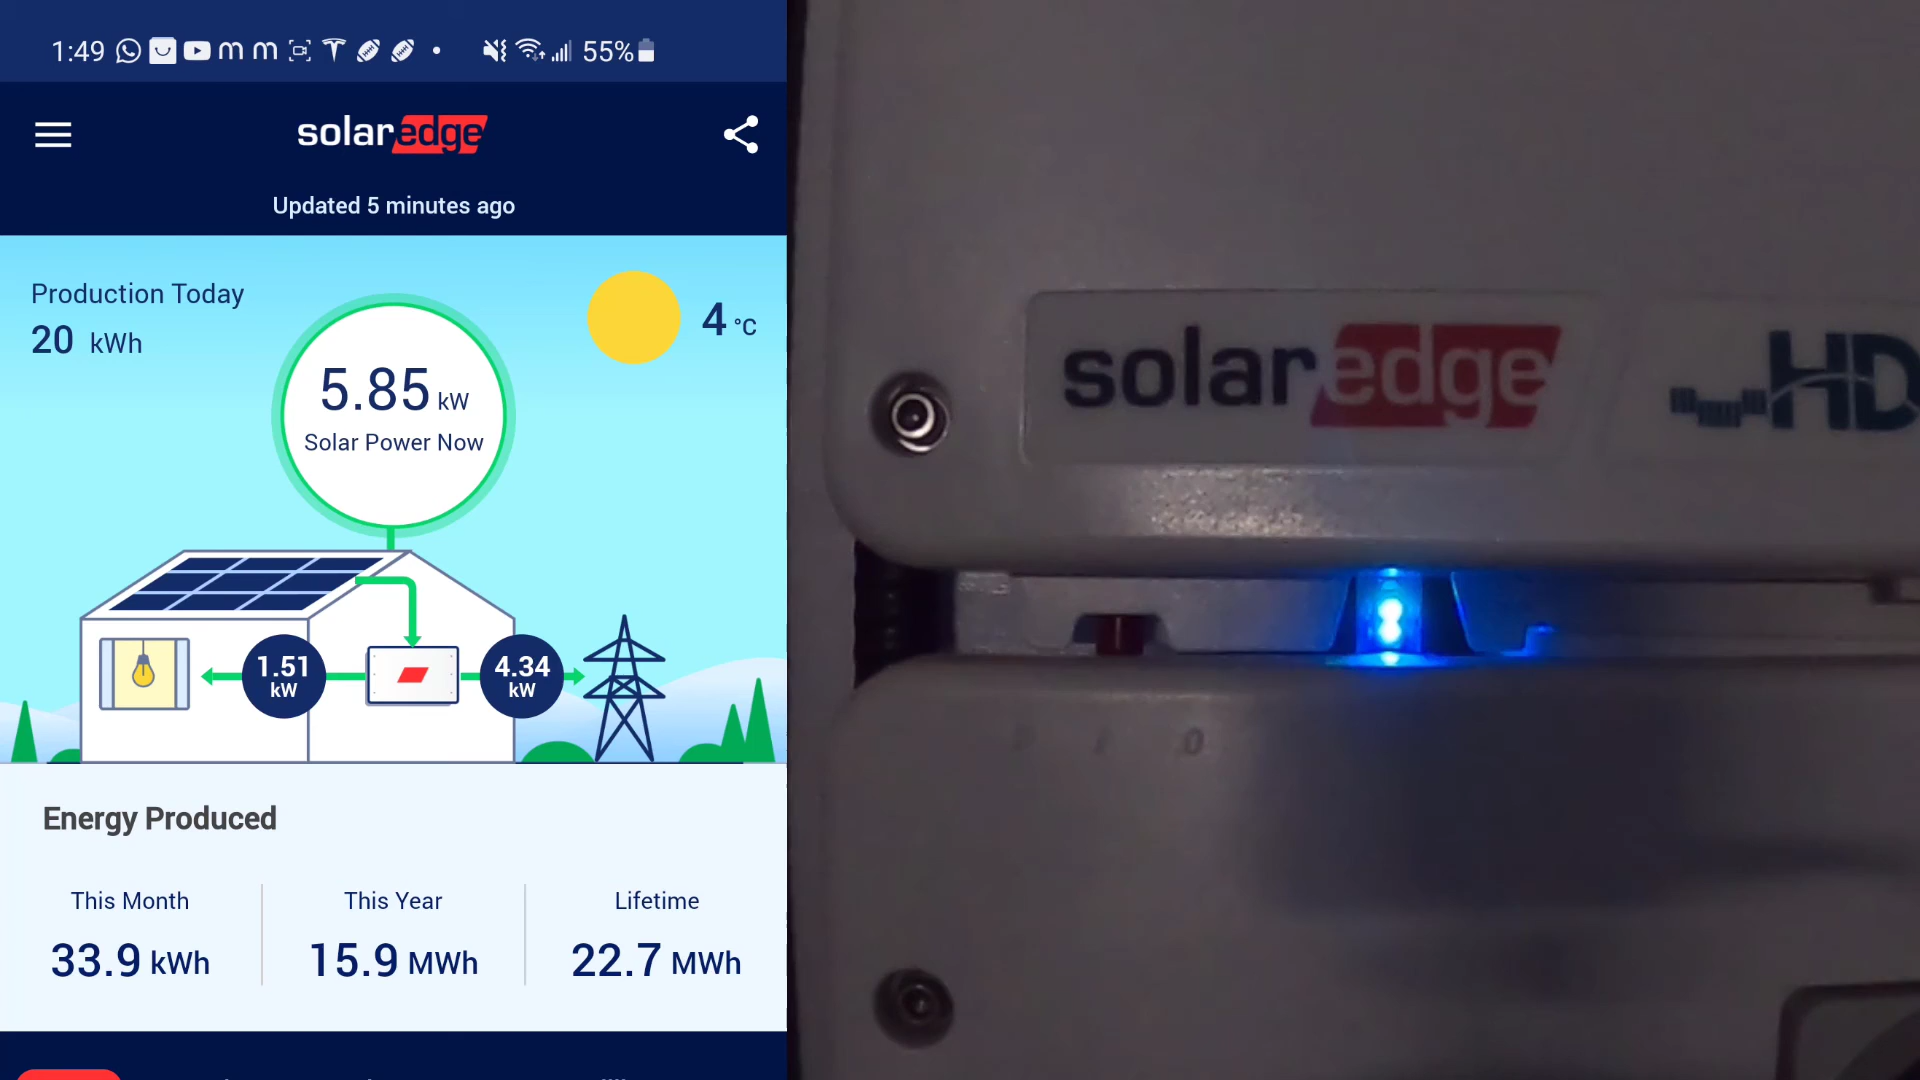 1:49 55%
solaredge
Updated 5 minutes ago
Production Today
20 kWh
4 °C
5.85 kW
Solar Power Now
1.51 kW
4.34 kW
Energy Produced
This Month
33.9 kWh
This Year
15.9 MWh
Lifetime
22.7 MWh
solaredge
HD
P I 0